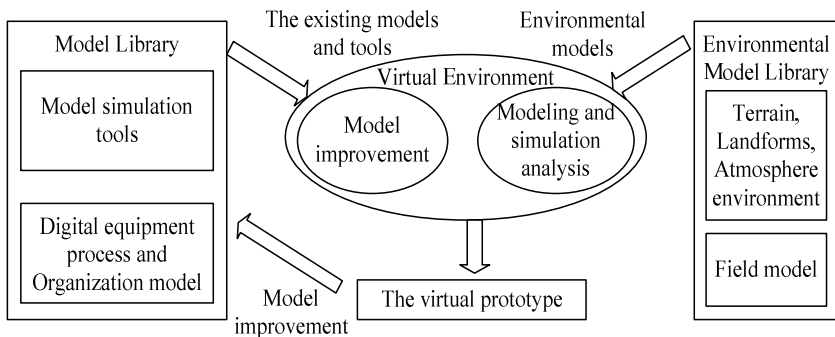 Model Library
Model simulation
tools
Digital equipment
process and
Organization model
The existing models
and tools
Environmental
models
Virtual Environment
Model
improvement
Modeling and
simulation
analysis
Model
improvement
The virtual prototype
Environmental
Model Library
Terrain,
Landforms,
Atmosphere
environment
Field model